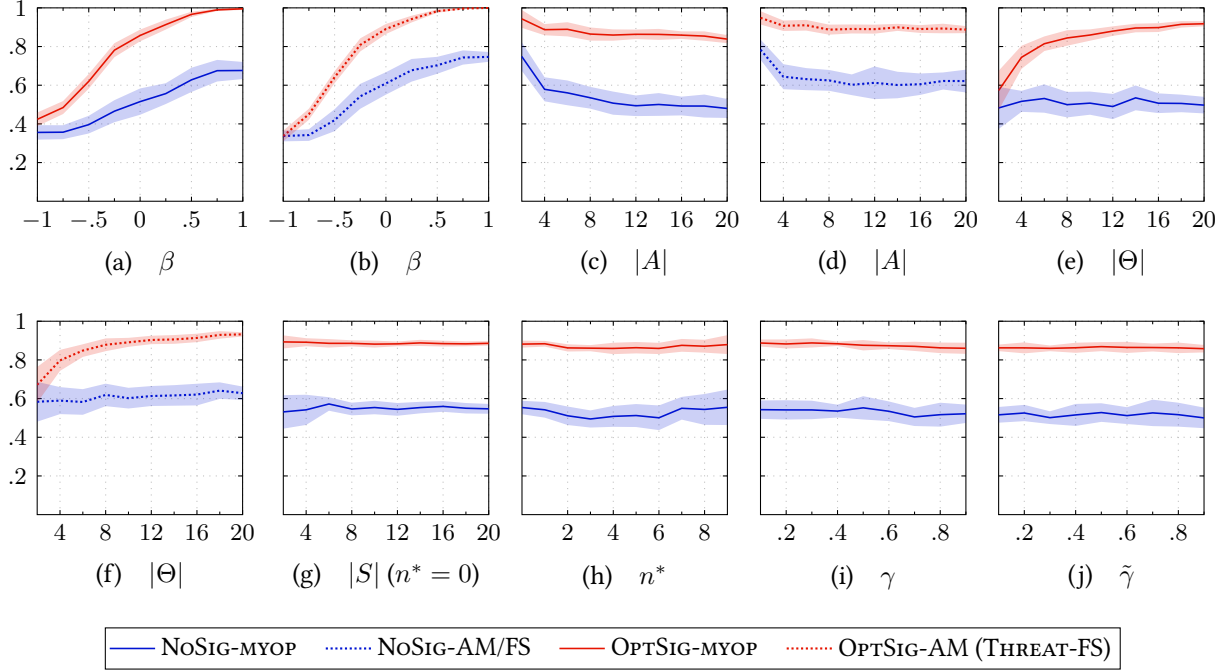 1
.8
.6
.4
.2
−1 −.5 0 .5 1
−1 −.5 0 .5 1
4 8 12 16 20
4 8 12 16 20
4 8 12 16 20
(a) β
(b) β
(c) |A|
(d) |A|
(e) |Θ|
1
.8
.6
.4
.2
4 8 12 16 20
4 8 12 16 20
2 4 6 8
.2 .4 .6 .8
.2 .4 .6 .8
(f) |Θ|
(g) |S| (n* = 0)
(h) n*
(i) γ
(j) γ̃
NoSig-myop NoSig-AM/FS OptSig-myop OptSig-AM (Threat-FS)